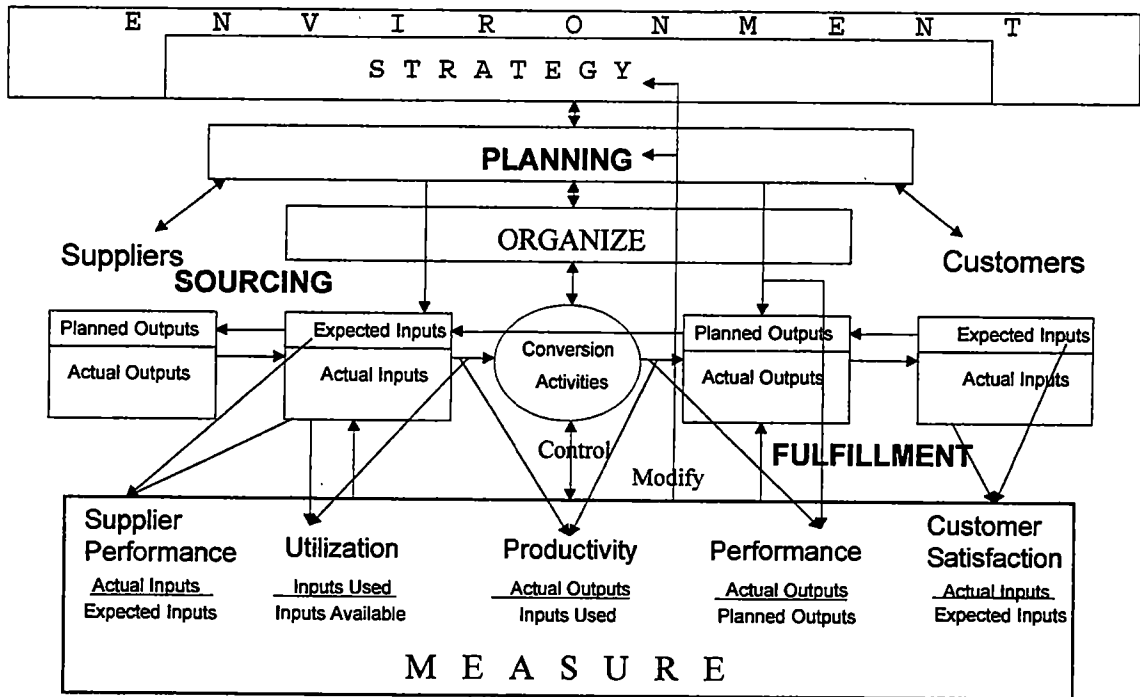 E N V I R O N M E N T
S T R A T E G Y
PLANNING
ORGANIZE
Suppliers
Customers
SOURCING
Planned Outputs
Actual Outputs
Expected Inputs
Actual Inputs
Conversion
Activities
Planned Outputs
Actual Outputs
Expected Inputs
Actual Inputs
Control
Modify
FULFILLMENT
Supplier
Performance
Actual Inputs
Expected Inputs
Utilization
Inputs Used
Inputs Available
Productivity
Actual Outputs
Inputs Used
Performance
Actual Outputs
Planned Outputs
Customer
Satisfaction
Actual Inputs
Expected Inputs
M E A S U R E